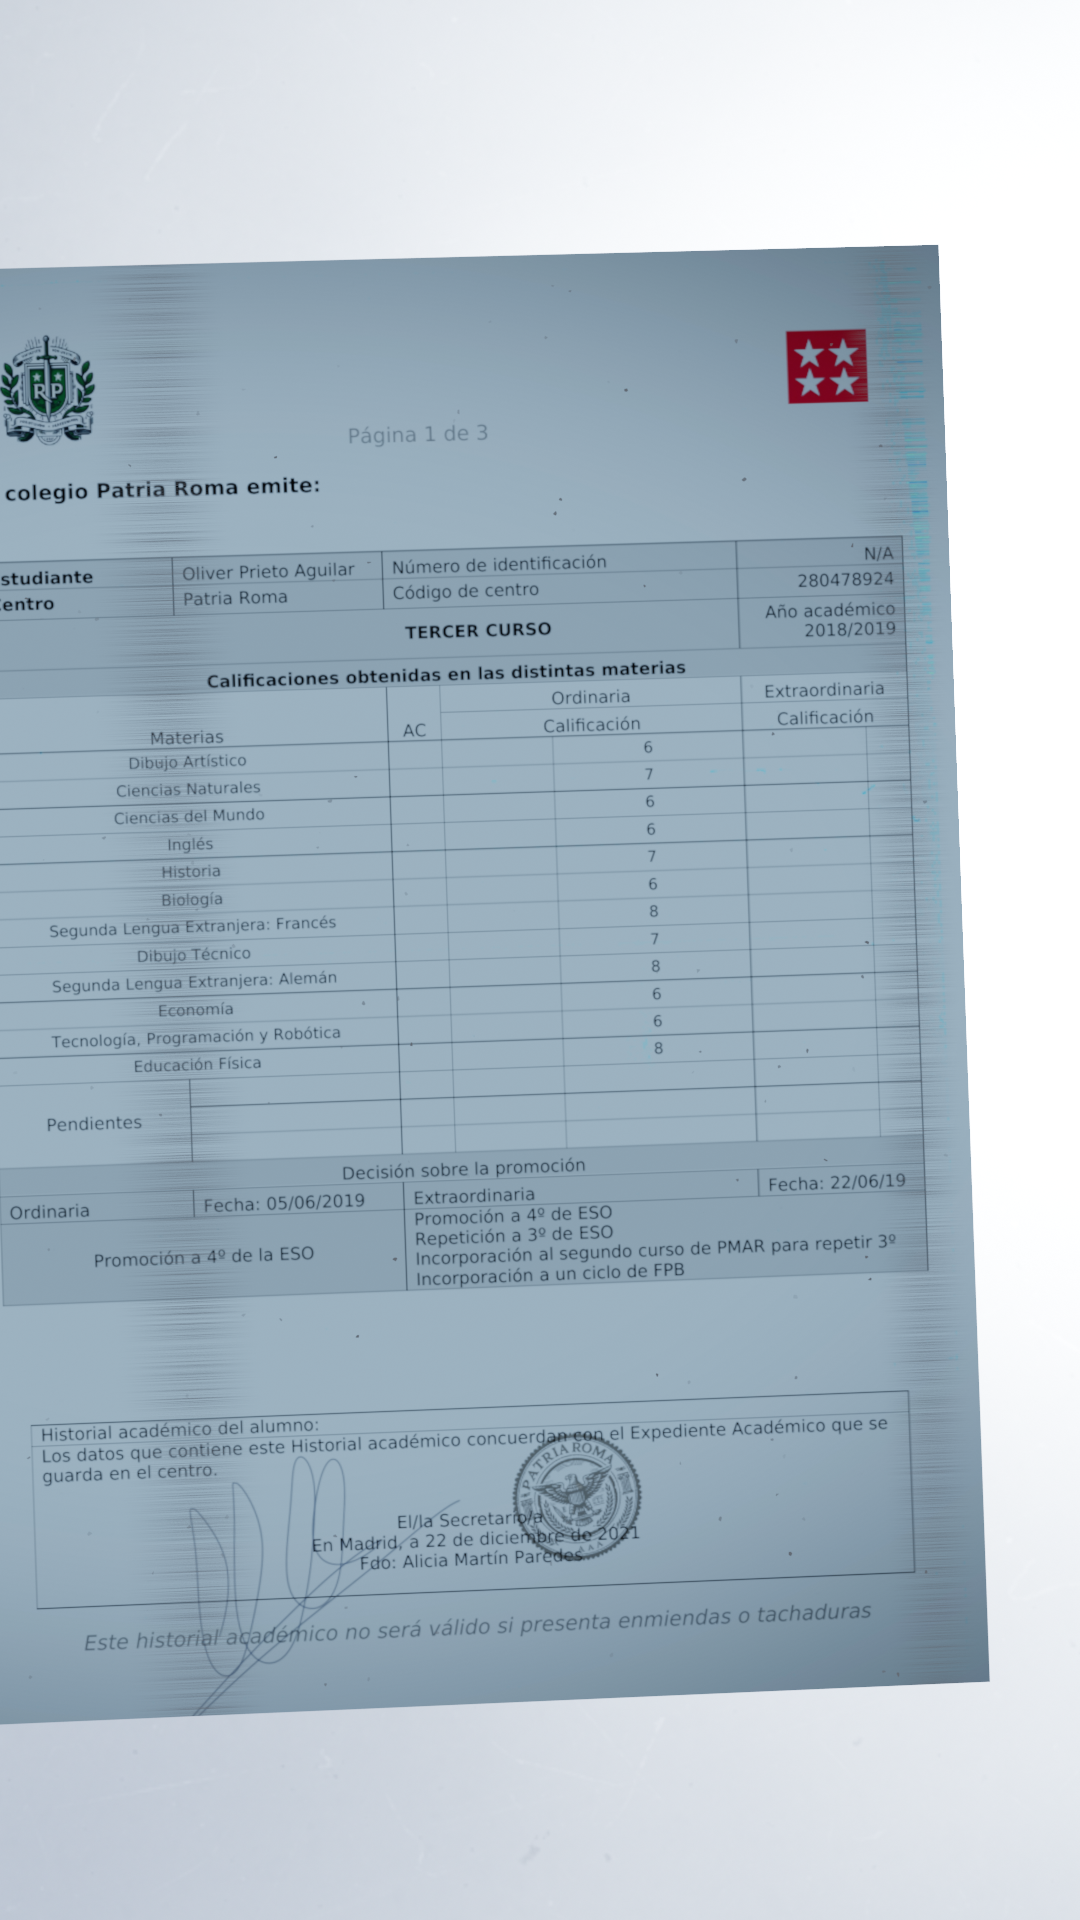 RP
Página 1 de 3
colegio Patria Roma emite:
studiante Oliver Prieto Aguilar Número de identificación N/A
entro Patria Roma Código de centro 280478924
TERCER CURSO Año académico
2018/2019
Calificaciones obtenidas en las distintas materias
Ordinaria Extraordinaria
Materias AC Calificación Calificación
Dibujo Artístico 6
Ciencias Naturales 7
Ciencias del Mundo 6
Inglés 6
Historia 7
Biología 6
Segunda Lengua Extranjera: Francés 8
Dibujo Técnico 7
Segunda Lengua Extranjera: Alemán 8
Economía 6
Tecnología, Programación y Robótica 6
Educación Física 8
Pendientes
Decisión sobre la promoción
Ordinaria Fecha: 05/06/2019 Extraordinaria Fecha: 22/06/19
Promoción a 4º de la ESO
Promoción a 4º de ESO
Repetición a 3º de ESO
Incorporación al segundo curso de PMAR para repetir 3º
Incorporación a un ciclo de FPB
Historial académico del alumno:
Los datos que contiene este Historial académico concuerdan con el Expediente Académico que se
guarda en el centro.
PATRIA ROMA
El/la Secretario/a
En Madrid, a 22 de diciembre de 2021
Fdo: Alicia Martín Paredes
Este historial académico no será válido si presenta enmiendas o tachaduras